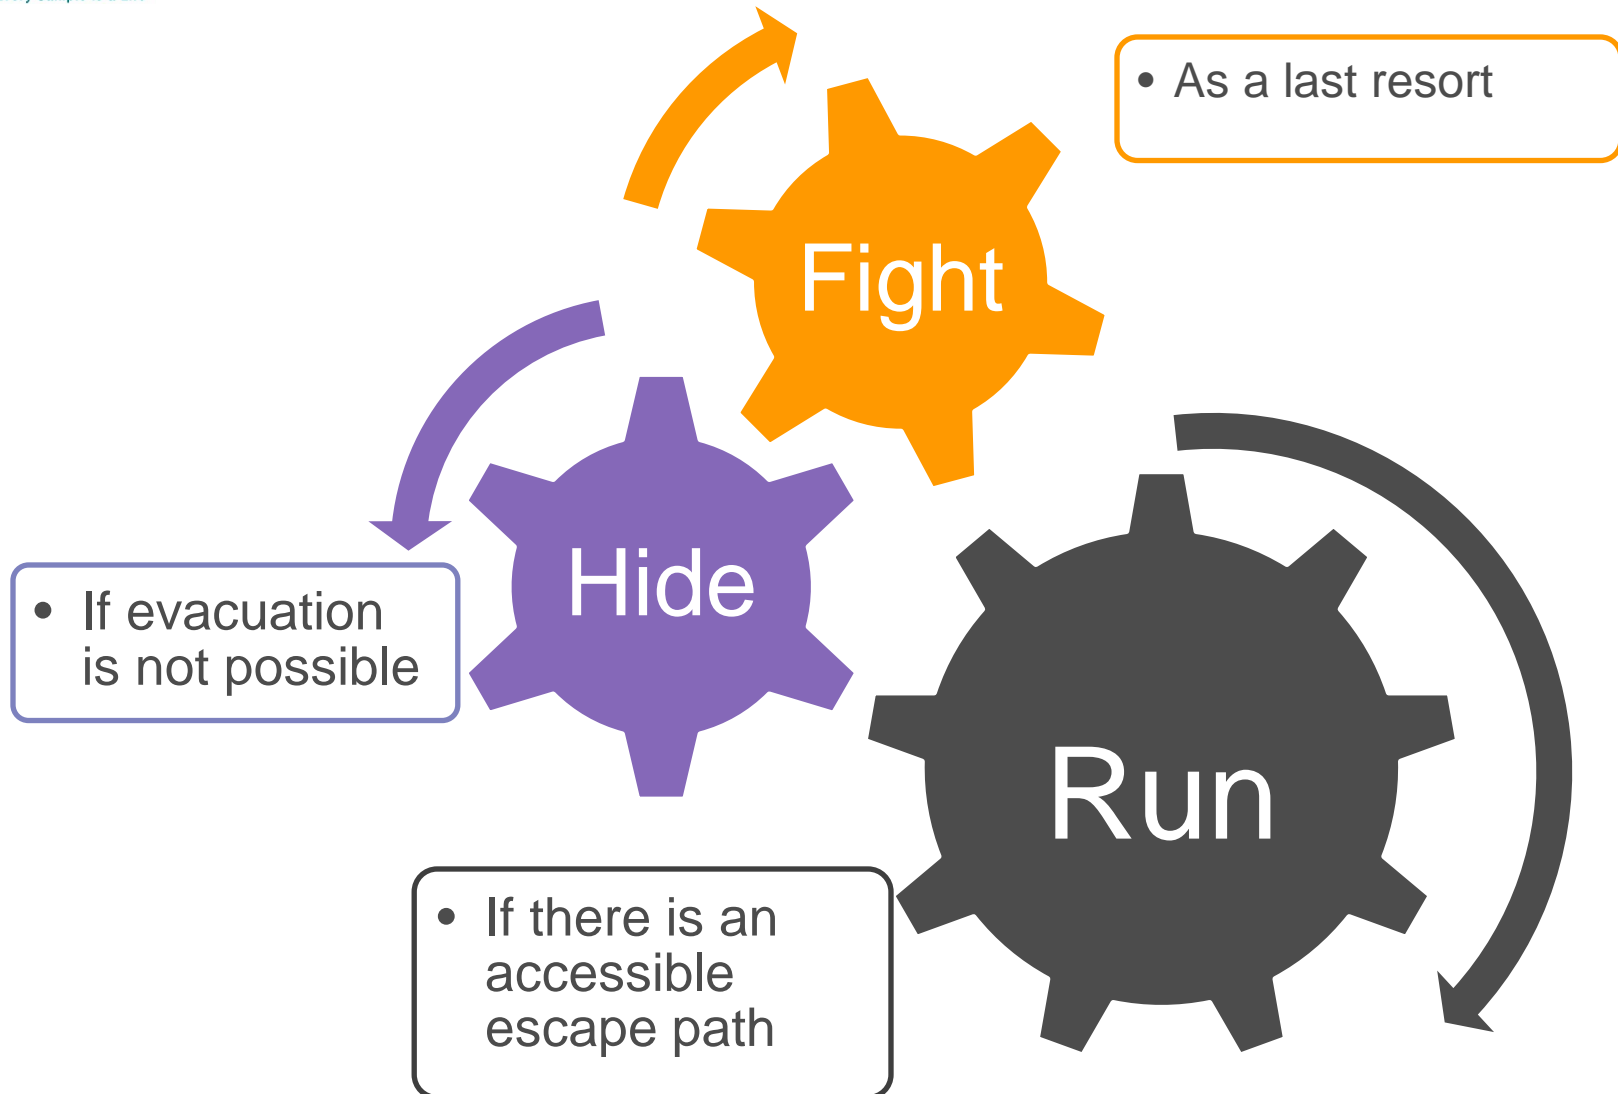 • As a last resort
Fight
Hide
• If evacuation
is not possible
Run
• If there is an
accessible
escape path